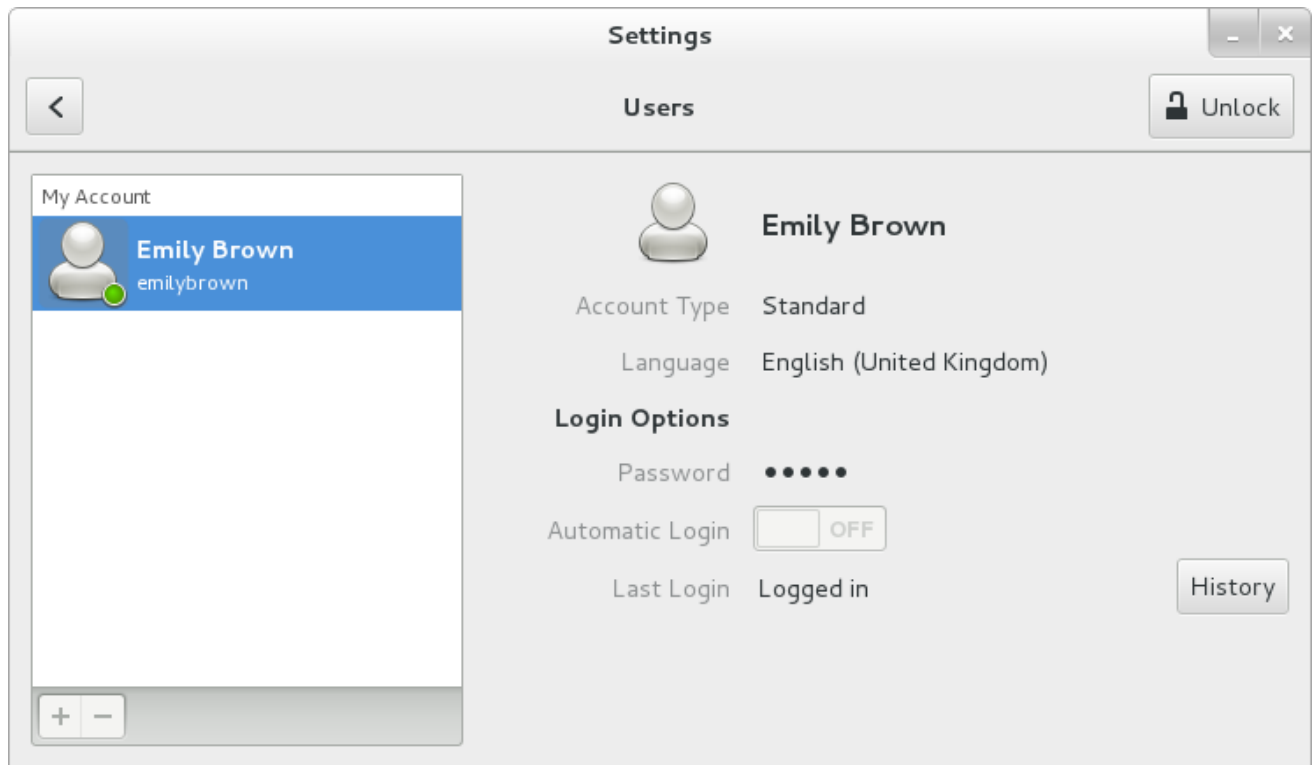 Settings
Users
Unlock
My Account
Emily Brown
emilybrown
Emily Brown
Account Type Standard
Language English (United Kingdom)
Login Options
Password •••••
Automatic Login OFF
Last Login Logged in
History